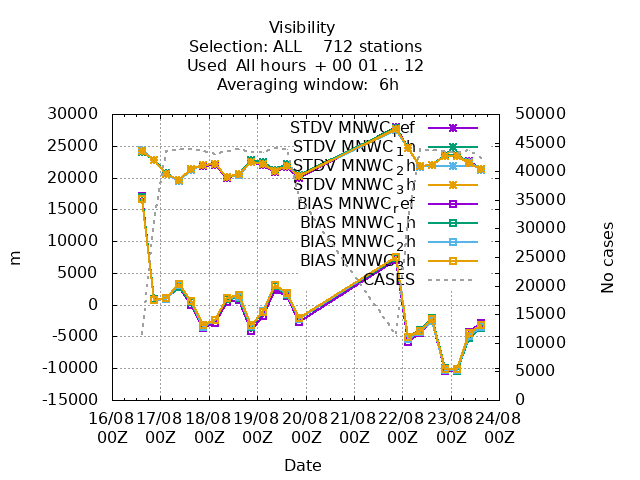 Visibility
Selection: ALL    712 stations
Used  All hours  + 00 01 ... 12
Averaging window:  6h
30000
25000
20000
15000
10000
5000
0
-5000
-10000
-15000
m
50000
45000
40000
35000
30000
25000
20000
15000
10000
5000
0
No cases
STDV MNWC_ref
STDV MNWC_1h
STDV MNWC_2h
STDV MNWC_3h
BIAS MNWC_ref
BIAS MNWC_1h
BIAS MNWC_2h
BIAS MNWC_3h
CASES
16/08 17/08 18/08 19/08 20/08 21/08 22/08 23/08 24/08
00Z 00Z 00Z 00Z 00Z 00Z 00Z 00Z 00Z
Date